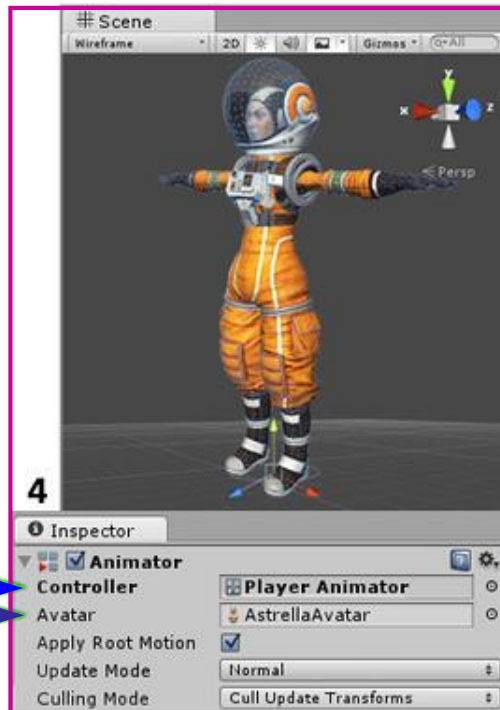 # Scene
Wireframe 2D Gizmos All
y
x z
Persp
4
Inspector
Animator
Controller Player Animator
Avatar AstrellaAvatar
Apply Root Motion
Update Mode Normal
Culling Mode Cull Update Transforms